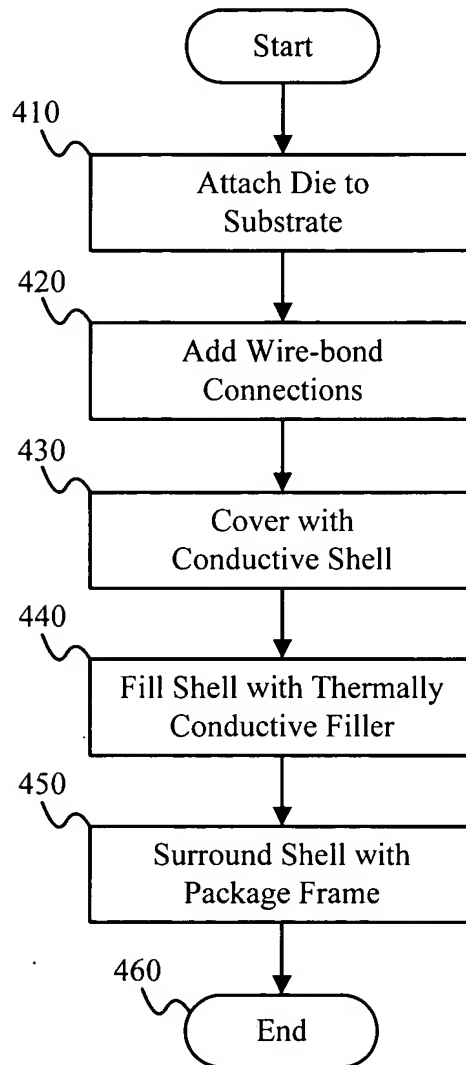 Start
410
Attach Die to
Substrate
420
Add Wire-bond
Connections
430
Cover with
Conductive Shell
440
Fill Shell with Thermally
Conductive Filler
450
Surround Shell with
Package Frame
460
End